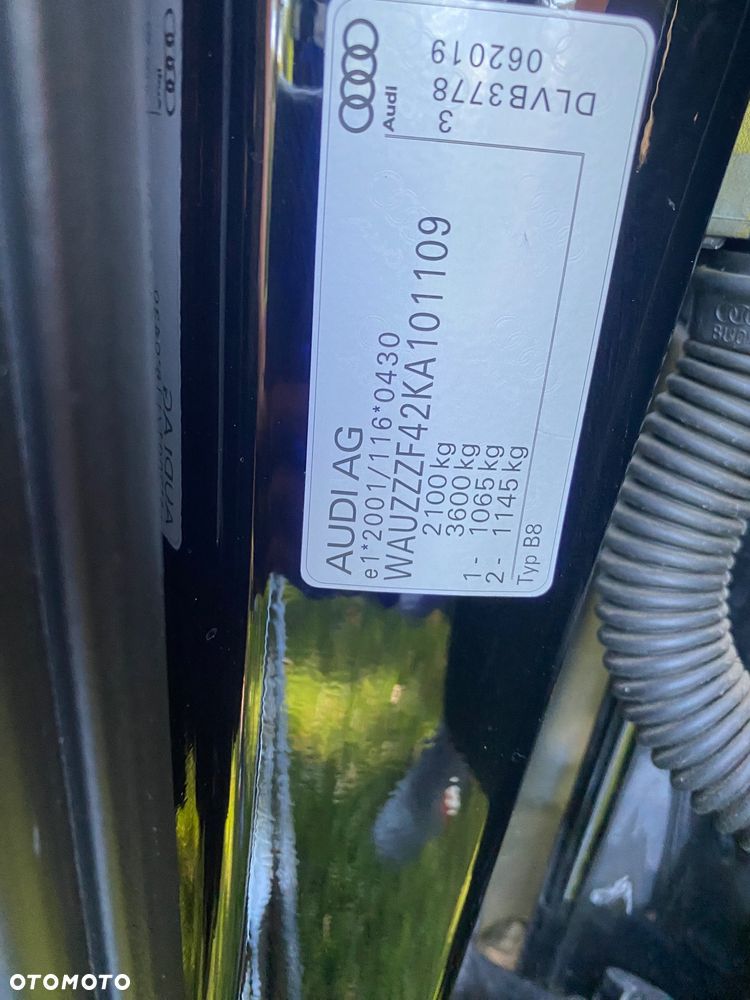 AUDI AG
e1*2001/116*0430
WAUZZZF42KA101109
2100 kg
3600 kg
1 - 1065 kg
2 - 1145 kg
Typ B8
Audi
3
DLVB3778
062019
OTOMOTO